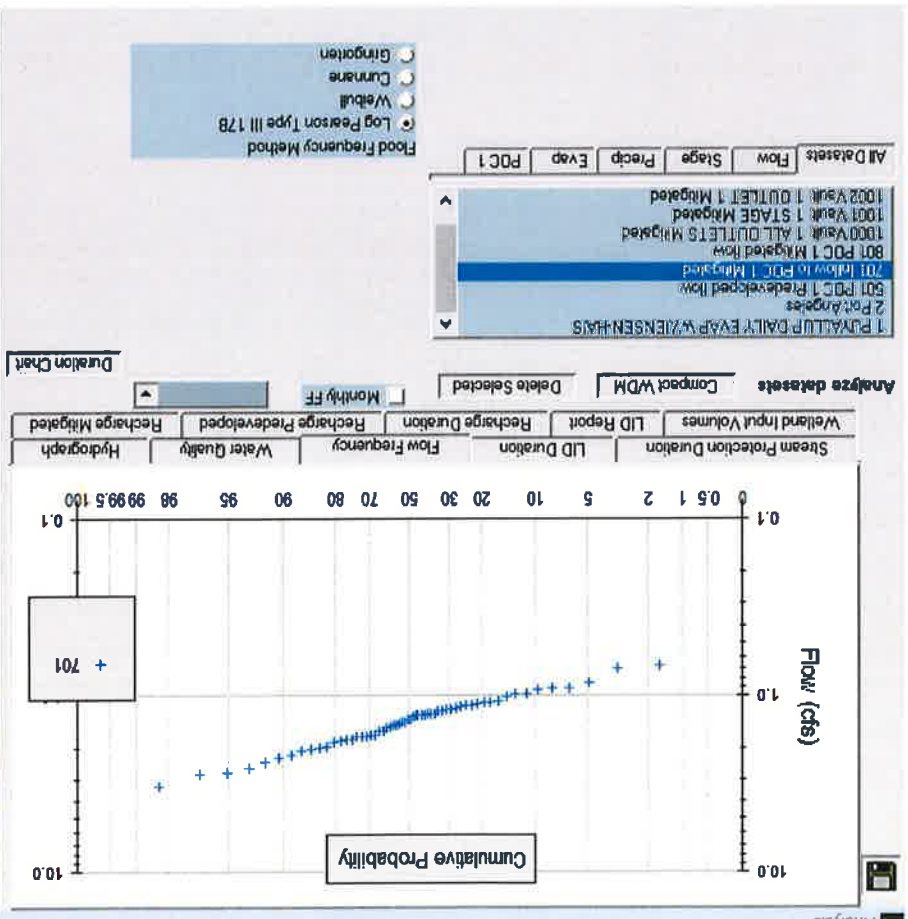 Analysis
Cumulative Probability
10.0
10.0
Flow (cfs)
1.0
701
0.1
0.1
0 0.5 1 2 5 10 20 30 50 70 80 90 95 98 99 99.5 100
Stream Protection Duration LID Duration Flow Frequency Water Quality Hydrograph
Wetland Input Volumes LID Report Recharge Duration Recharge Predeveloped Recharge Mitigated
Analyze datasets Compact WDM Delete Selected Monthly FF
Duration Chart
1 PUYALLUP DAILY EVAP W/JENSEN-HAIS
2 Port Angeles
501 POC 1 Predeveloped flow
701 Inflow to POC 1 Mitigated
801 POC 1 Mitigated flow
1000 Vault 1 ALL OUTLETS Mitigated
1001 Vault 1 STAGE Mitigated
1002 Vault 1 OUTLET 1 Mitigated
All Datasets Flow Stage Precip Evap POC 1
Flood Frequency Method
Log Pearson Type III 17B
Weibull
Cunnane
Gringorten